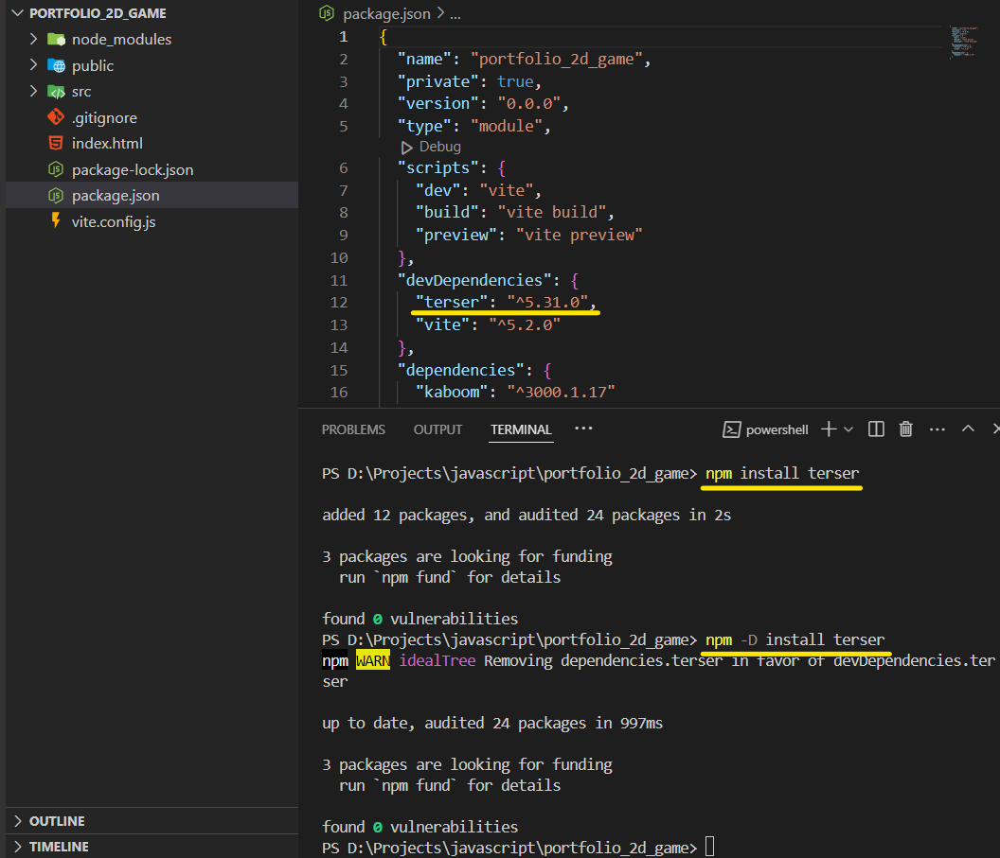 PORTFOLIO_2D_GAME
node_modules
public
src
.gitignore
index.html
package-lock.json
package.json
vite.config.js
OUTLINE
TIMELINE
package.json > ...
1 {
2 "name": "portfolio_2d_game",
3 "private": true,
4 "version": "0.0.0",
5 "type": "module",
Debug
6 "scripts": {
7 "dev": "vite",
8 "build": "vite build",
9 "preview": "vite preview"
10 },
11 "devDependencies": {
12 "terser": "^5.31.0",
13 "vite": "^5.2.0"
14 },
15 "dependencies": {
16 "kaboom": "^3000.1.17"
PROBLEMS OUTPUT TERMINAL ··· powershell
PS D:\Projects\javascript\portfolio_2d_game> npm install terser
added 12 packages, and audited 24 packages in 2s
3 packages are looking for funding
run `npm fund` for details
found 0 vulnerabilities
PS D:\Projects\javascript\portfolio_2d_game> npm -D install terser
npm WARN idealTree Removing dependencies.terser in favor of devDependencies.ter
ser
up to date, audited 24 packages in 997ms
3 packages are looking for funding
run `npm fund` for details
found 0 vulnerabilities
PS D:\Projects\javascript\portfolio_2d_game>